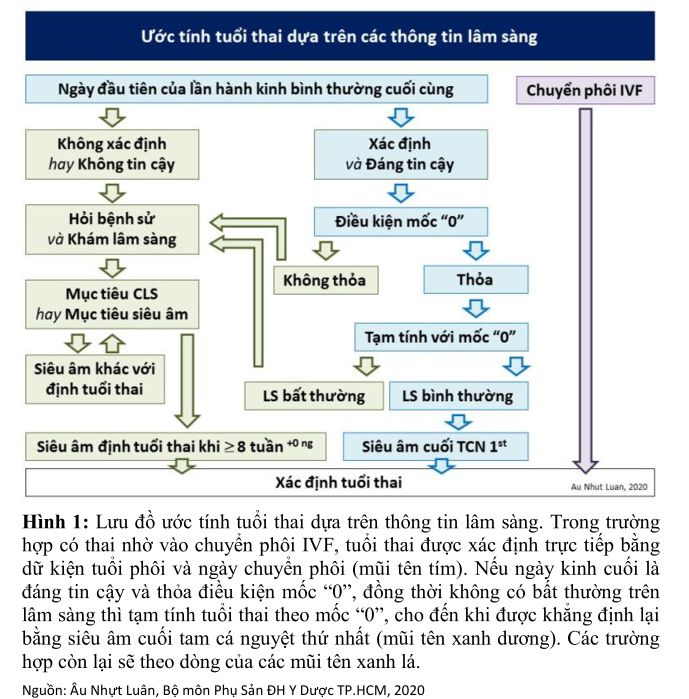 Ước tính tuổi thai dựa trên các thông tin lâm sàng
Ngày đầu tiên của lần hành kinh bình thường cuối cùng
Chuyển phôi IVF
Không xác định
hay Không tin cậy
Xác định
và Đáng tin cậy
Hỏi bệnh sử
và Khám lâm sàng
Điều kiện mốc “0”
Không thỏa
Thỏa
Mục tiêu CLS
hay Mục tiêu siêu âm
Tạm tính với mốc “0”
Siêu âm khác với
định tuổi thai
LS bất thường
LS bình thường
Siêu âm định tuổi thai khi ≥ 8 tuần +0 ng
Siêu âm cuối TCN 1st
Xác định tuổi thai
Au Nhut Luan, 2020
Hình 1: Lưu đồ ước tính tuổi thai dựa trên thông tin lâm sàng. Trong trường
hợp có thai nhờ vào chuyển phôi IVF, tuổi thai được xác định trực tiếp bằng
dữ kiện tuổi phôi và ngày chuyển phôi (mũi tên tím). Nếu ngày kinh cuối là
đáng tin cậy và thỏa điều kiện mốc “0”, đồng thời không có bất thường trên
lâm sàng thì tạm tính tuổi thai theo mốc “0”, cho đến khi được khẳng định lại
bằng siêu âm cuối tam cá nguyệt thứ nhất (mũi tên xanh dương). Các trường
hợp còn lại sẽ theo dòng của các mũi tên xanh lá.
Nguồn: Âu Nhựt Luân, Bộ môn Phụ Sản ĐH Y Dược TP.HCM, 2020